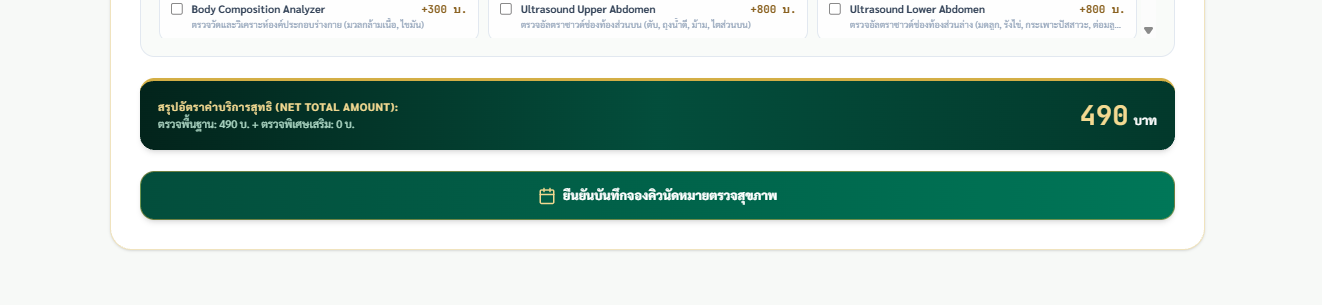 Body Composition Analyzer +300 บ.
ตรวจวัดและวิเคราะห์องค์ประกอบร่างกาย (มวลกล้ามเนื้อ, ไขมัน)
Ultrasound Upper Abdomen +800 บ.
ตรวจอัลตราซาวด์ช่องท้องส่วนบน (ตับ, ถุงน้ำดี, ม้าม, ไตส่วนบน)
Ultrasound Lower Abdomen +800 บ.
ตรวจอัลตราซาวด์ช่องท้องส่วนล่าง (มดลูก, รังไข่, กระเพาะปัสสาวะ, ต่อมลู...
สรุปอัตราค่าบริการสุทธิ (NET TOTAL AMOUNT):
ตรวจพื้นฐาน: 490 บ. + ตรวจพิเศษเสริม: 0 บ.
490 บาท
ยืนยันบันทึกจองคิวนัดหมายตรวจสุขภาพ